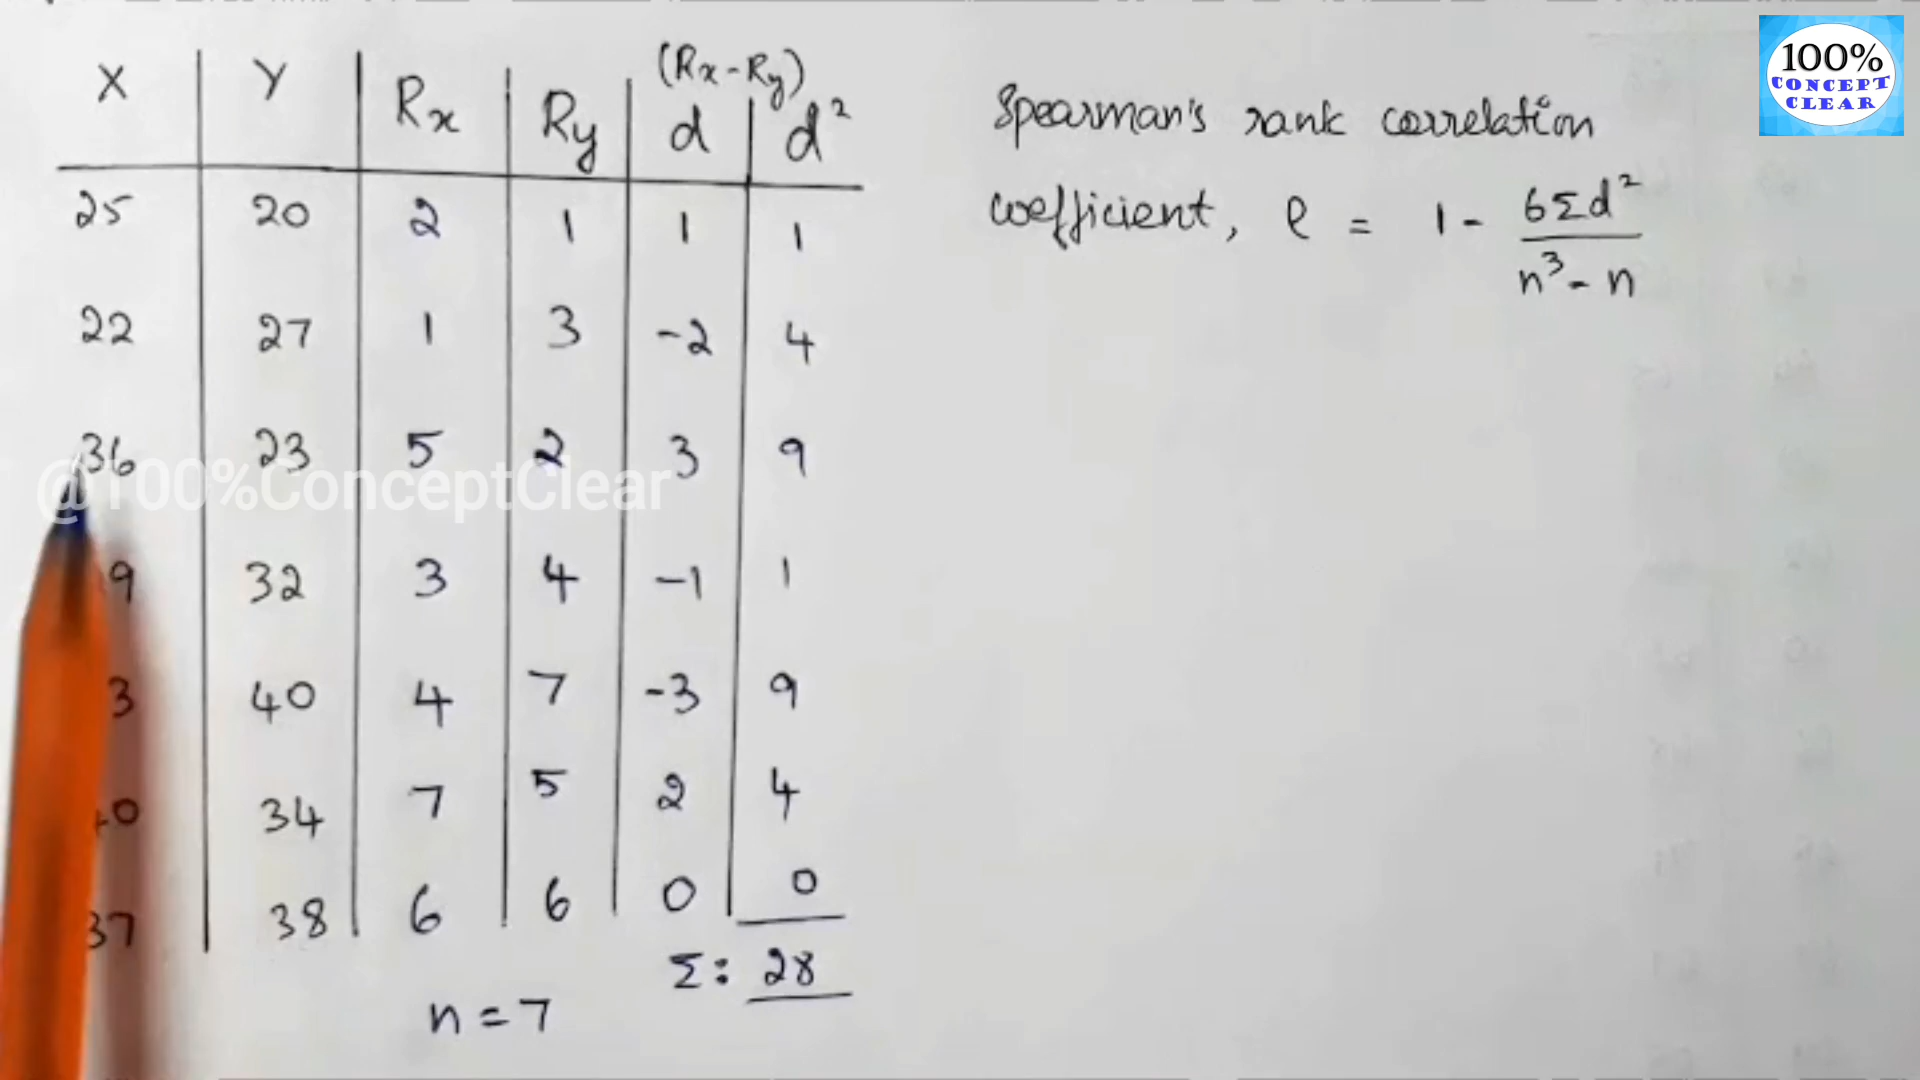 X Y Rx Ry (Rx-Ry) d d²
25 20 2 1 1 1
22 27 1 3 -2 4
36 23 5 2 3 9
9 32 3 4 -1 1
3 40 4 7 -3 9
0 34 7 5 2 4
37 38 6 6 0 0
Σ: 28
n = 7
Spearman's rank correlation
coefficient, ρ = 1 - 6Σd² / n³ - n
@100%ConceptClear
100%
CONCEPT
CLEAR